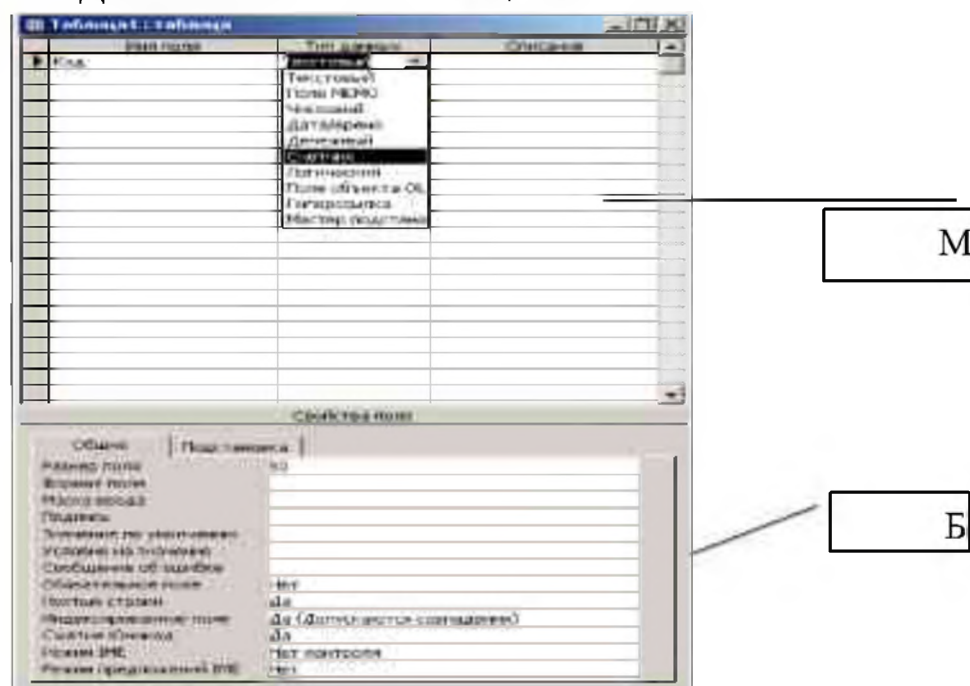 Таблица1 : таблица
Имя поля Тип данных Описание
Код Текстовый
Текстовый
Поле MEMO
Числовой
Дата/время
Денежный
Счетчик
Логический
Поле объекта OL
Гиперссылка
Мастер подстанов
М
Свойства поля
Общие Подстановка
Размер поля 50
Формат поля
Маска ввода
Подпись
Значение по умолчанию
Условие на значение
Сообщение об ошибке
Б
Обязательное поле Нет
Пустые строки Да
Индексированное поле Да (Допускаются совпадения)
Сжатие Юникод Да
Режим IME Нет контроля
Режим предложений IME Нет